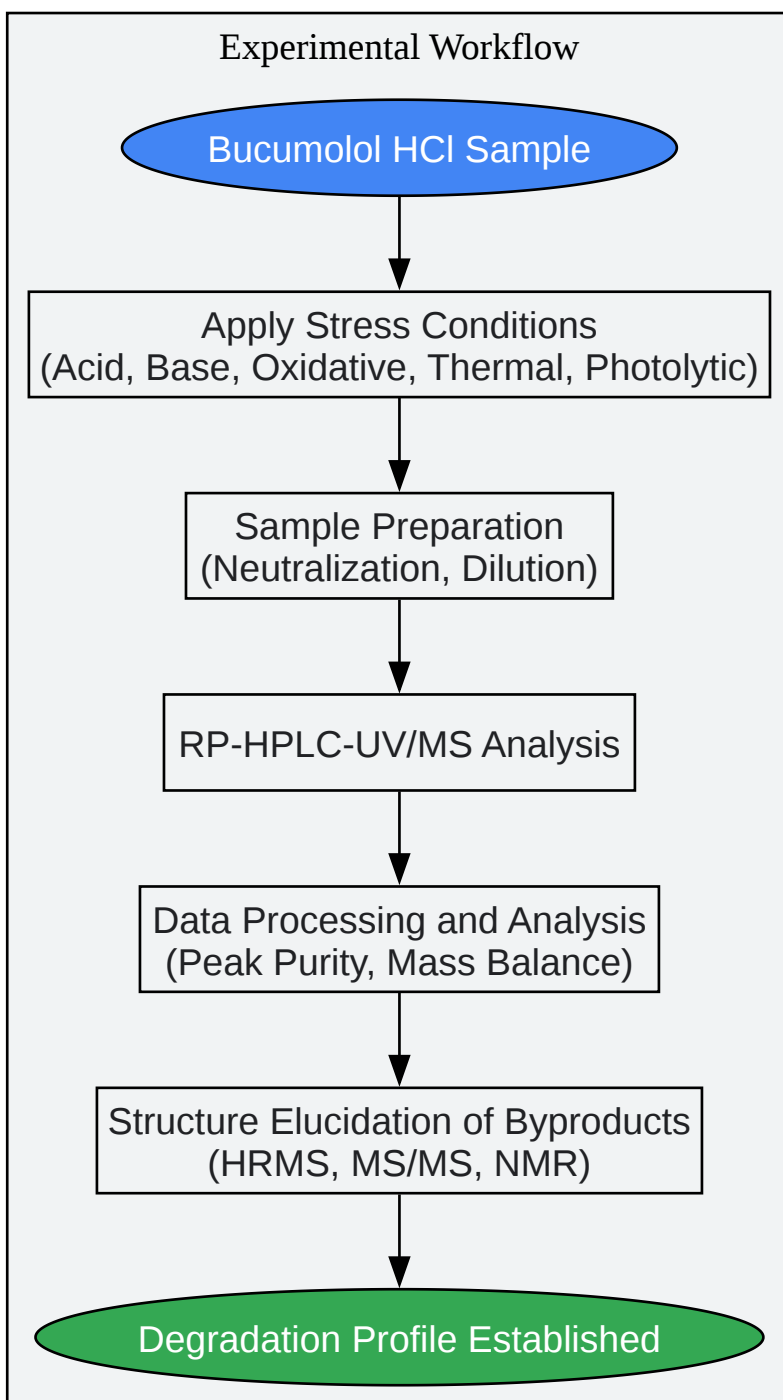 Experimental Workflow
Bucumolol HCl Sample
Apply Stress Conditions
(Acid, Base, Oxidative, Thermal, Photolytic)
Sample Preparation
(Neutralization, Dilution)
RP-HPLC-UV/MS Analysis
Data Processing and Analysis
(Peak Purity, Mass Balance)
Structure Elucidation of Byproducts
(HRMS, MS/MS, NMR)
Degradation Profile Established